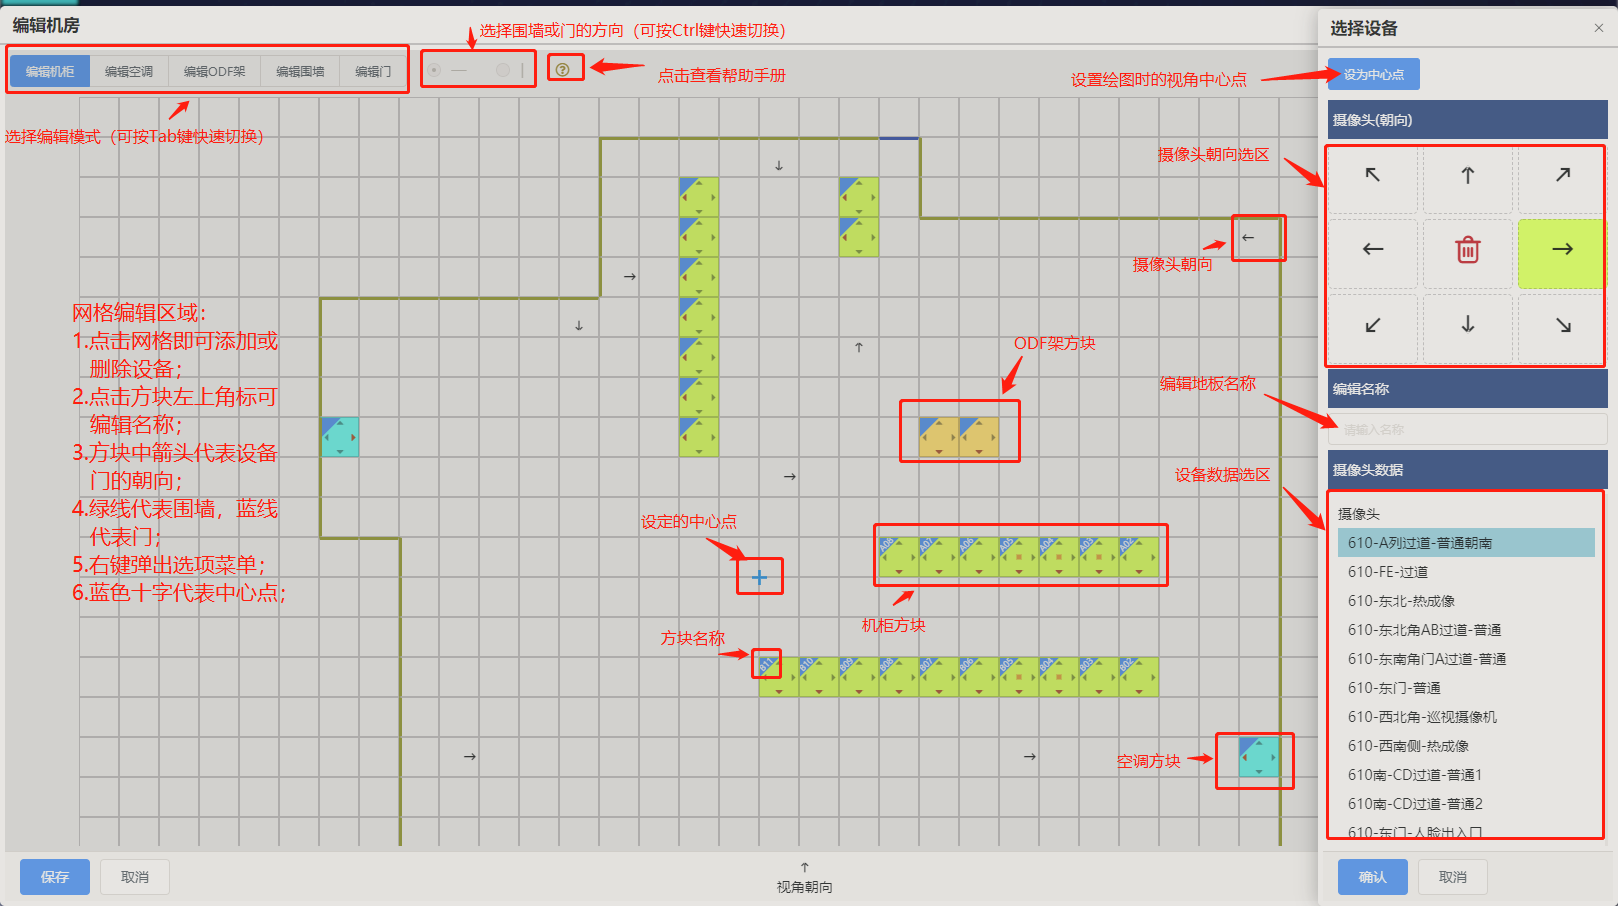 编辑机房
选择围墙或门的方向（可按Ctrl键快速切换）
选择设备
×
编辑机柜
编辑空调
编辑ODF架
编辑围墙
编辑门
点击查看帮助手册
设置绘图时的视角中心点
设为中心点
摄像头(朝向)
选择编辑模式（可按Tab键快速切换）
摄像头朝向选区
↖ ↑ ↗
← →
↙ ↓ ↘
摄像头朝向
网格编辑区域：
1.点击网格即可添加或
删除设备；
2.点击方块左上角标可
编辑名称；
3.方块中箭头代表设备
门的朝向；
4.绿线代表围墙，蓝线
代表门；
5.右键弹出选项菜单；
6.蓝色十字代表中心点；
ODF架方块
编辑地板名称
编辑名称
请输入名称
设备数据选区
摄像头数据
摄像头
610-A列过道-普通朝南
610-FE-过道
610-东北-热成像
610-东北角AB过道-普通
610-东南角门A过道-普通
610-东门-普通
610-西北角-巡视摄像机
610-西南侧-热成像
610南-CD过道-普通1
610南-CD过道-普通2
610-东门-人脸出入口
设定的中心点
机柜方块
方块名称
811 810 809 808 807 806 805 804 803 802
空调方块
保存
取消
↑
视角朝向
确认
取消